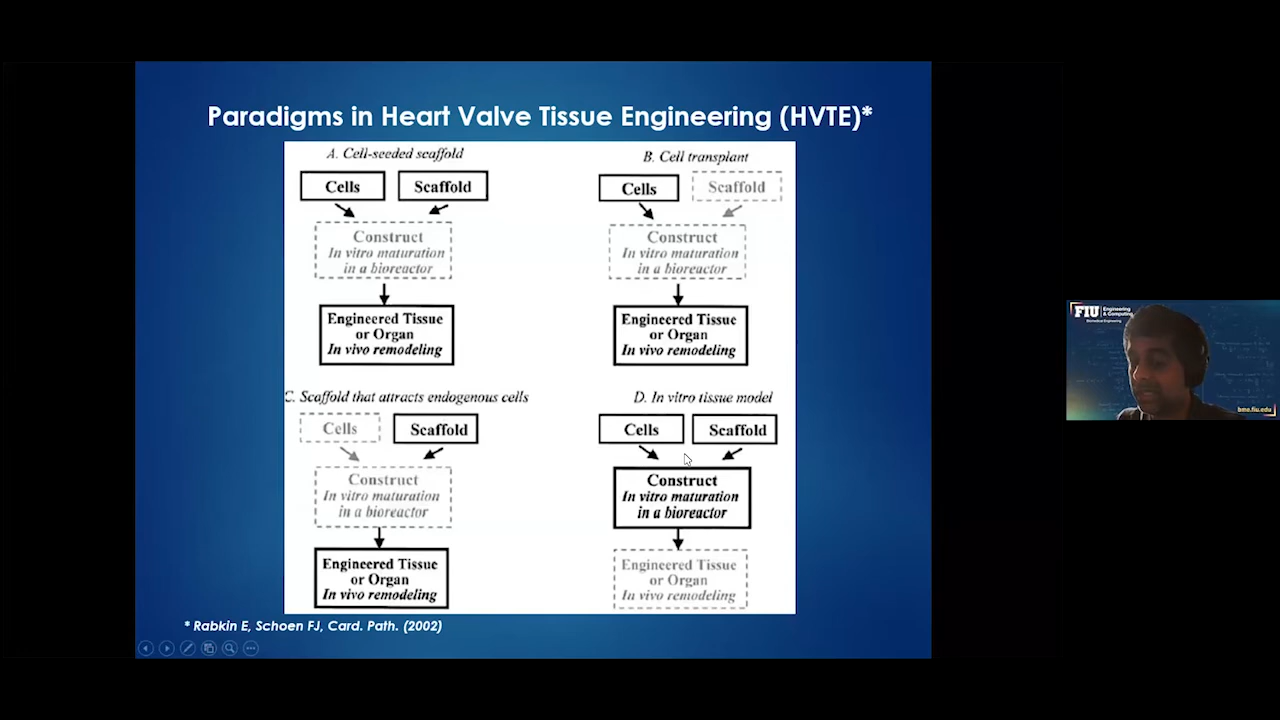 Paradigms in Heart Valve Tissue Engineering (HVTE)*
A. Cell-seeded scaffold
Cells
Scaffold
Construct
In vitro maturation
in a bioreactor
Engineered Tissue
or Organ
In vivo remodeling
B. Cell transplant
Cells
Scaffold
Construct
In vitro maturation
in a bioreactor
Engineered Tissue
or Organ
In vivo remodeling
C. Scaffold that attracts endogenous cells
Cells
Scaffold
Construct
In vitro maturation
in a bioreactor
Engineered Tissue
or Organ
In vivo remodeling
D. In vitro tissue model
Cells
Scaffold
Construct
In vitro maturation
in a bioreactor
Engineered Tissue
or Organ
In vivo remodeling
* Rabkin E, Schoen FJ, Card. Path. (2002)
FIU
Engineering
& Computing
Biomedical Engineering
bme.fiu.edu